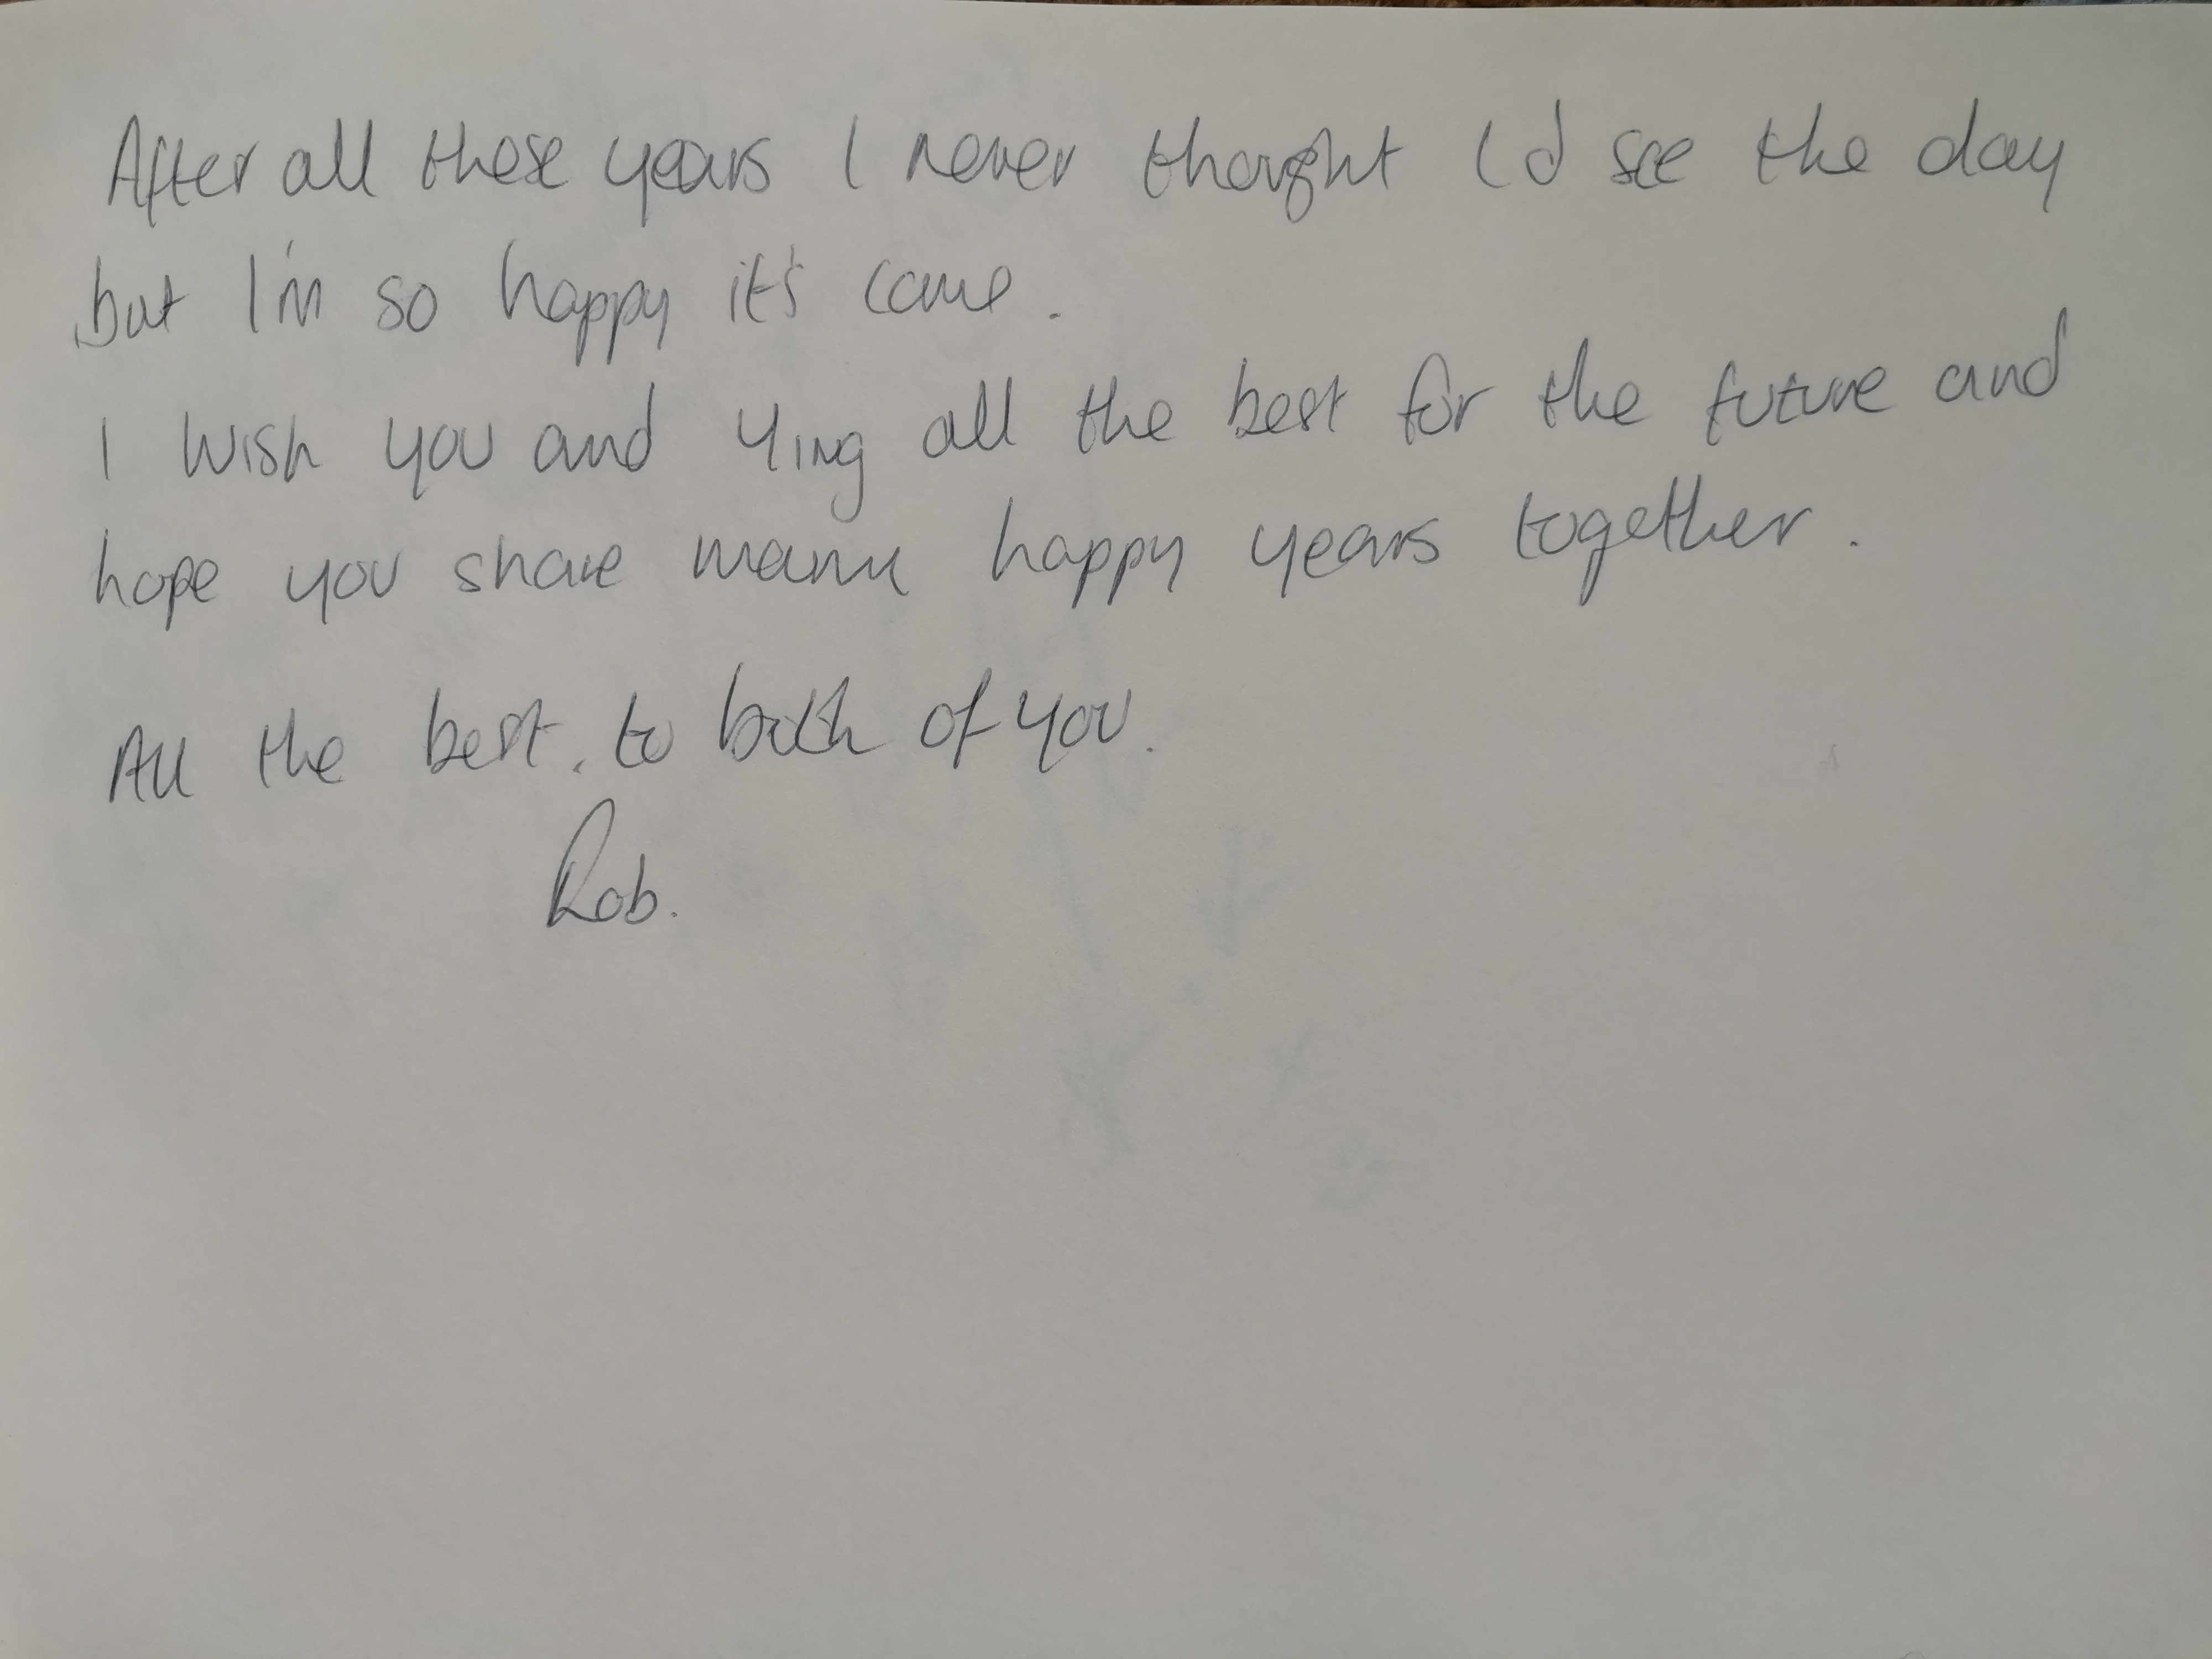 After all these years I never thought I'd see the day
but I'm so happy it's come.
I wish you and Ying all the best for the future and
hope you share many happy years together.
All the best. to both of you.
Rob.